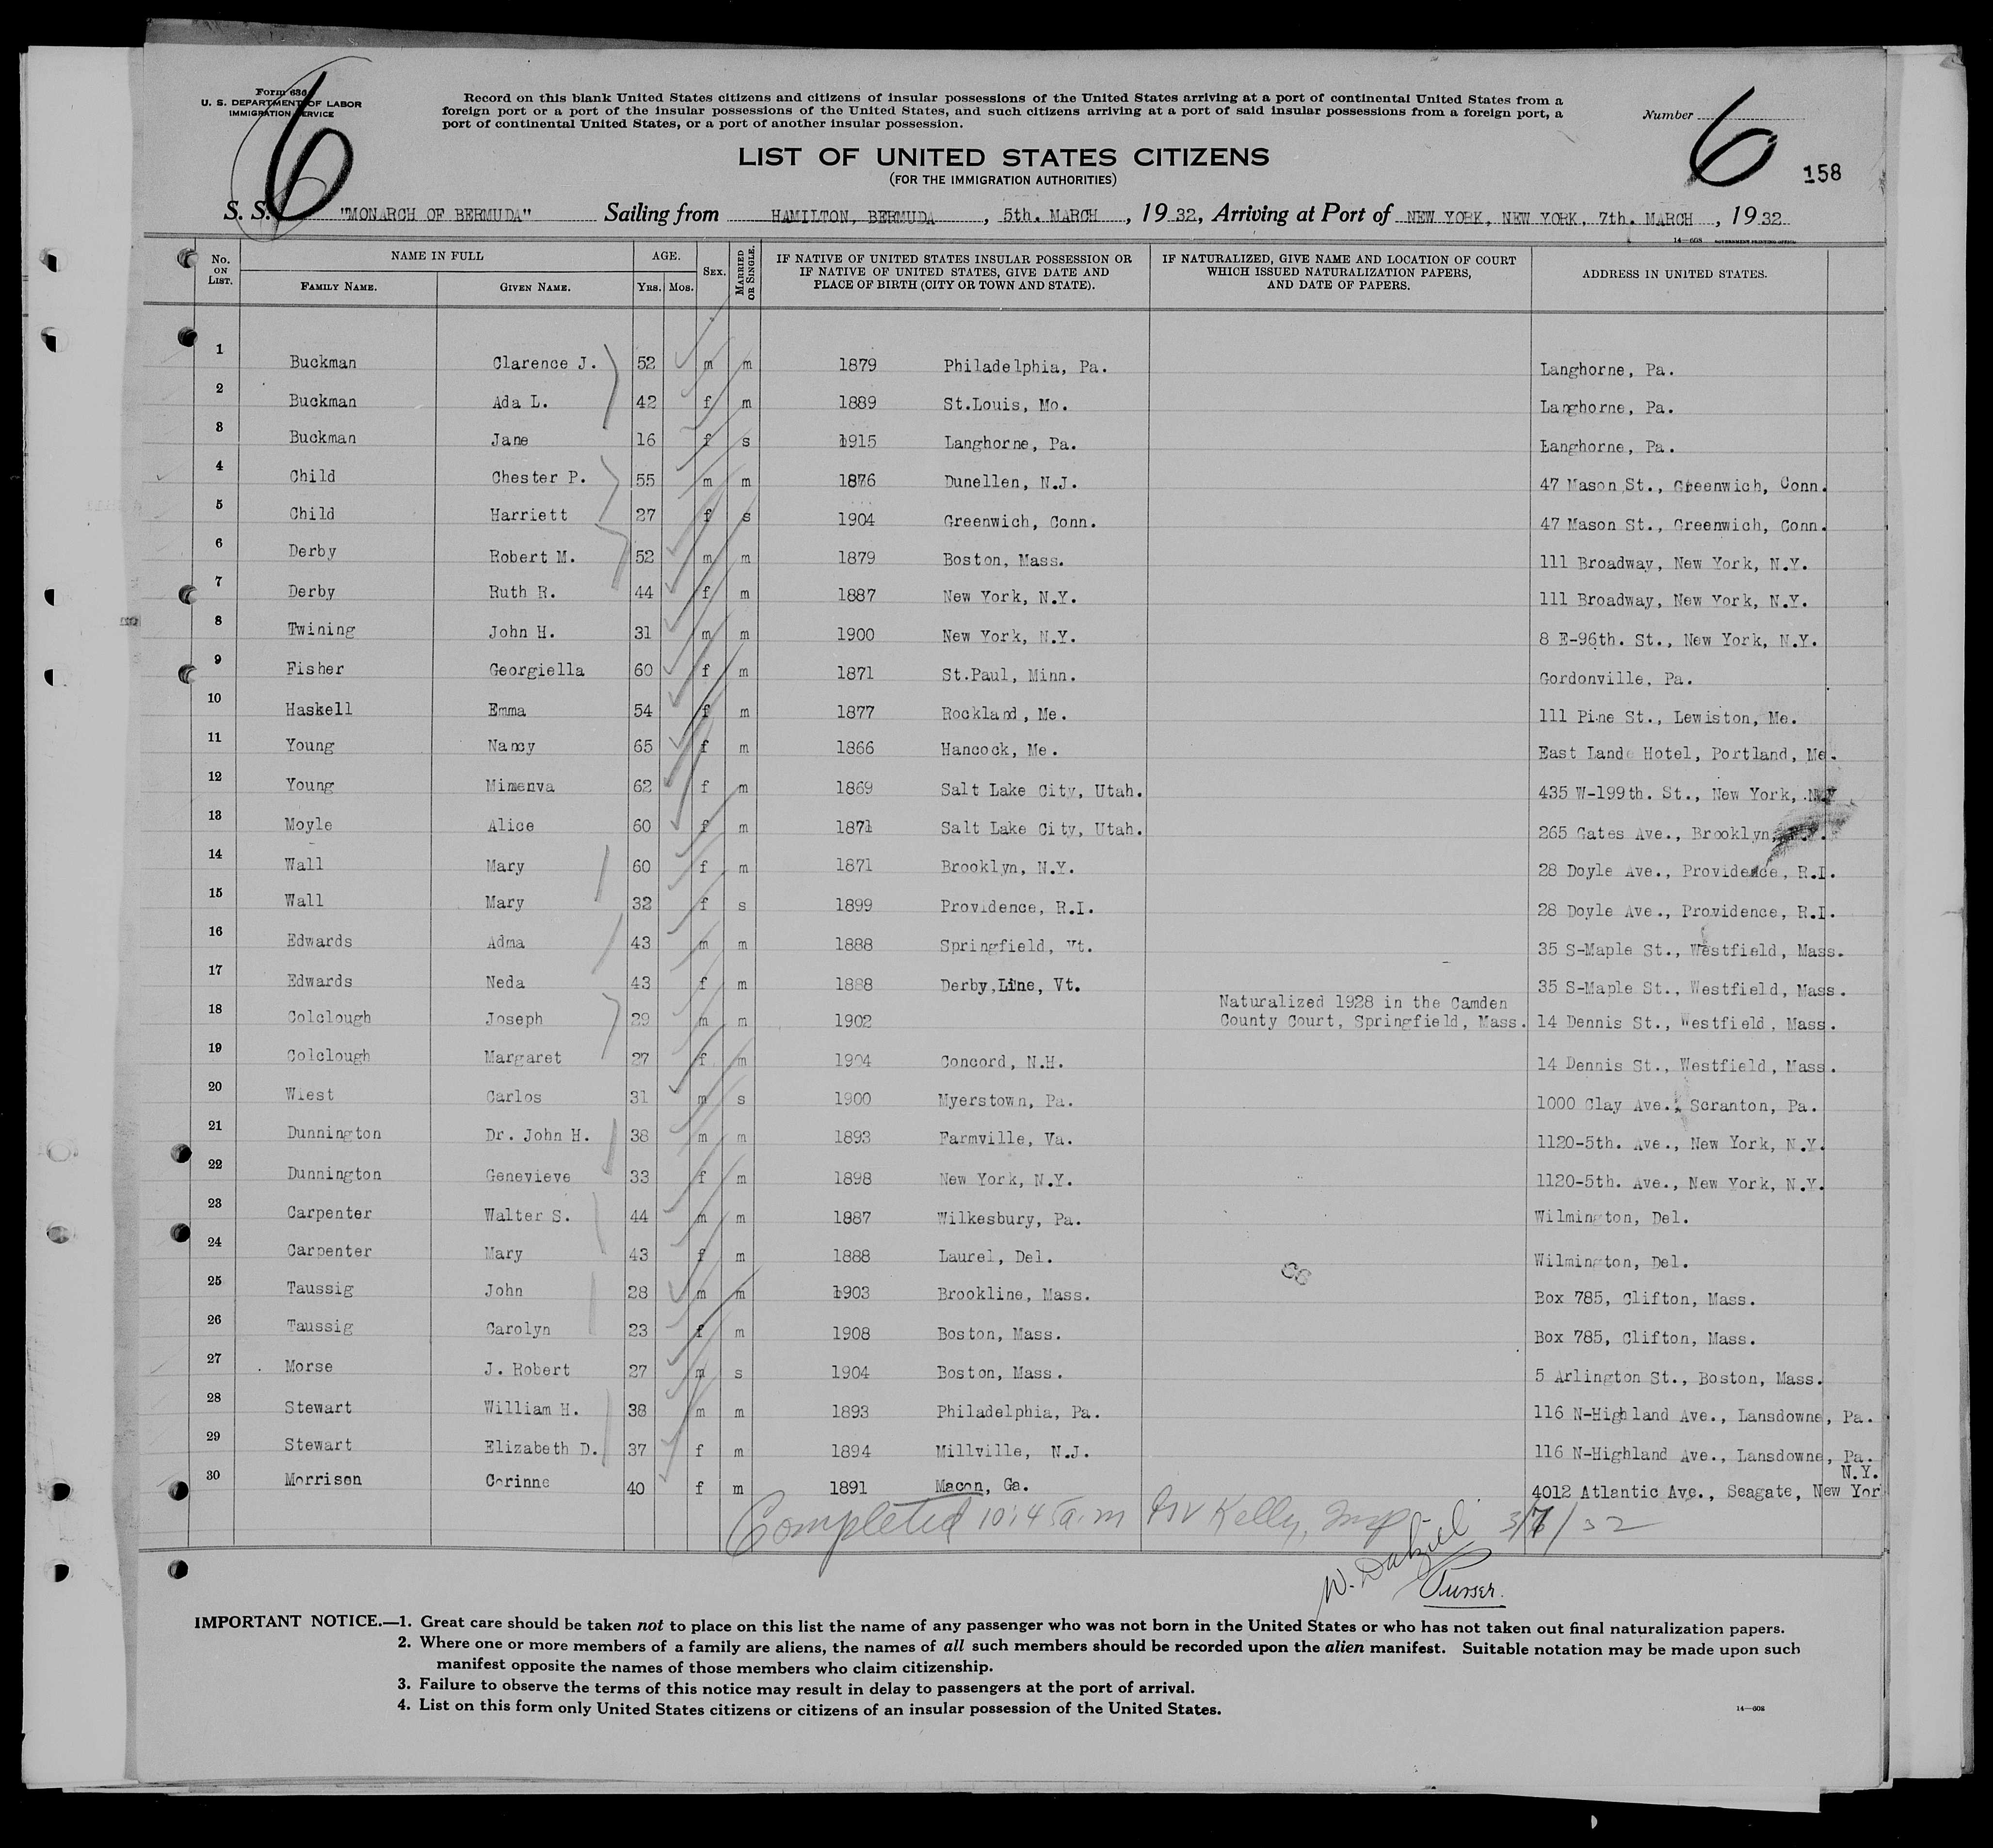 Form 630
U. S. DEPARTMENT OF LABOR
IMMIGRATION SERVICE
6
Record on this blank United States citizens and citizens of insular possessions of the United States arriving at a port of continental United States from a
foreign port or a port of the insular possessions of the United States, and such citizens arriving at a port of said insular possessions from a foreign port, a
port of continental United States, or a port of another insular possession.
Number 6
158
LIST OF UNITED STATES CITIZENS
(FOR THE IMMIGRATION AUTHORITIES)
S. S. "MONARCH OF BERMUDA" Sailing from HAMILTON, BERMUDA, 5th. MARCH, 1932, Arriving at Port of NEW YORK, NEW YORK, 7th. MARCH, 1932
14—608 GOVERNMENT PRINTING OFFICE
No. ON LIST. NAME IN FULL FAMILY NAME. GIVEN NAME. AGE. YRS. MOS. SEX. MARRIED OR SINGLE. IF NATIVE OF UNITED STATES INSULAR POSSESSION OR IF NATIVE OF UNITED STATES, GIVE DATE AND PLACE OF BIRTH (CITY OR TOWN AND STATE). IF NATURALIZED, GIVE NAME AND LOCATION OF COURT WHICH ISSUED NATURALIZATION PAPERS, AND DATE OF PAPERS. ADDRESS IN UNITED STATES.
1 Buckman Clarence J. 52 m m 1879 Philadelphia, Pa. Langhorne, Pa.
2 Buckman Ada L. 42 f m 1889 St.Louis, Mo. Langhorne, Pa.
3 Buckman Jane 16 f s 1915 Langhorne, Pa. Langhorne, Pa.
4 Child Chester P. 55 m m 1876 Dunellen, N.J. 47 Mason St., Greenwich, Conn.
5 Child Harriett 27 f s 1904 Greenwich, Conn. 47 Mason St., Greenwich, Conn.
6 Derby Robert M. 52 m m 1879 Boston, Mass. 111 Broadway, New York, N.Y.
7 Derby Ruth R. 44 f m 1887 New York, N.Y. 111 Broadway, New York, N.Y.
8 Twining John H. 31 m m 1900 New York, N.Y. 8 E-96th. St., New York, N.Y.
9 Fisher Georgiella 60 f m 1871 St.Paul, Minn. Gordonville, Pa.
10 Haskell Emma 54 f m 1877 Rockland, Me. 111 Pine St., Lewiston, Me.
11 Young Nancy 65 f m 1866 Hancock, Me. East Lande Hotel, Portland, Me.
12 Young Mimenva 62 f m 1869 Salt Lake City, Utah. 435 W-199th. St., New York, N.Y
13 Moyle Alice 60 f m 1871 Salt Lake City, Utah. 265 Gates Ave., Brooklyn, N.Y.
14 Wall Mary 60 f m 1871 Brooklyn, N.Y. 28 Doyle Ave., Providence, R.I.
15 Wall Mary 32 f s 1899 Providence, R.I. 28 Doyle Ave., Providence, R.I.
16 Edwards Adma 43 m m 1888 Springfield, Vt. 35 S-Maple St., Westfield, Mass.
17 Edwards Neda 43 f m 1888 Derby,Line, Vt. 35 S-Maple St., Westfield, Mass.
18 Colclough Joseph 29 m m 1902 Naturalized 1928 in the Camden County Court, Springfield, Mass. 14 Dennis St., Westfield, Mass.
19 Colclough Margaret 27 f m 1904 Concord, N.H. 14 Dennis St., Westfield, Mass.
20 Wiest Carlos 31 m s 1900 Myerstown, Pa. 1000 Clay Ave., Scranton, Pa.
21 Dunnington Dr. John H. 38 m m 1893 Farmville, Va. 1120-5th. Ave., New York, N.Y.
22 Dunnington Genevieve 33 f m 1898 New York, N.Y. 1120-5th. Ave., New York, N.Y.
23 Carpenter Walter S. 44 m m 1887 Wilkesbury, Pa. Wilmington, Del.
24 Carpenter Mary 43 f m 1888 Laurel, Del. Wilmington, Del.
25 Taussig John 28 m m 1903 Brookline, Mass. Box 785, Clifton, Mass.
26 Taussig Carolyn 23 f m 1908 Boston, Mass. Box 785, Clifton, Mass.
27 Morse J. Robert 27 m s 1904 Boston, Mass. 5 Arlington St., Boston, Mass.
28 Stewart William H. 38 m m 1893 Philadelphia, Pa. 116 N-Highland Ave., Lansdowne, Pa.
29 Stewart Elizabeth D. 37 f m 1894 Millville, N.J. 116 N-Highland Ave., Lansdowne, Pa.
30 Morrison Corinne 40 f m 1891 Macon, Ga. 4012 Atlantic Ave., Seagate, New Yor N.Y.
Completed 10:45a.m Kelly, Insp 3/7/32
W. Dalziel
Purser.
IMPORTANT NOTICE.—1. Great care should be taken not to place on this list the name of any passenger who was not born in the United States or who has not taken out final naturalization papers.
2. Where one or more members of a family are aliens, the names of all such members should be recorded upon the alien manifest. Suitable notation may be made upon such
manifest opposite the names of those members who claim citizenship.
3. Failure to observe the terms of this notice may result in delay to passengers at the port of arrival.
4. List on this form only United States citizens or citizens of an insular possession of the United States.
14—608